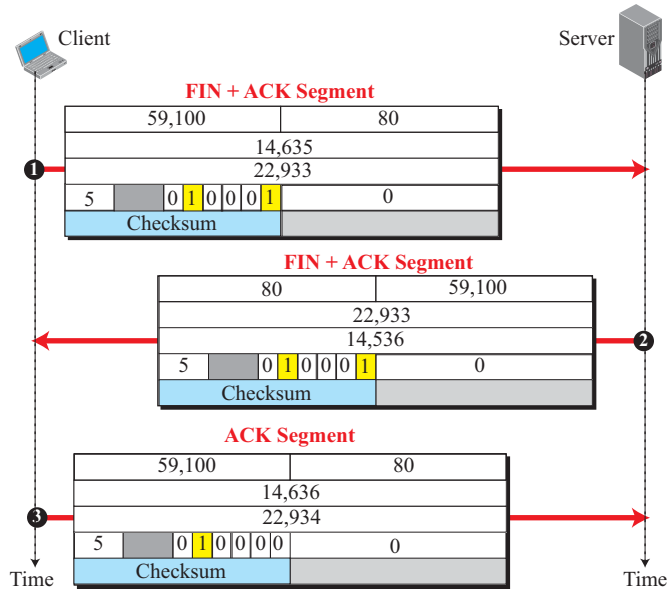 Client
Server
FIN + ACK Segment
59,100 80
14,635
1
22,933
5 0 1 0 0 0 1 0
Checksum
FIN + ACK Segment
80 59,100
22,933
14,536
2
5 0 1 0 0 0 1 0
Checksum
ACK Segment
59,100 80
14,636
3
22,934
5 0 1 0 0 0 0 0
Checksum
Time
Time